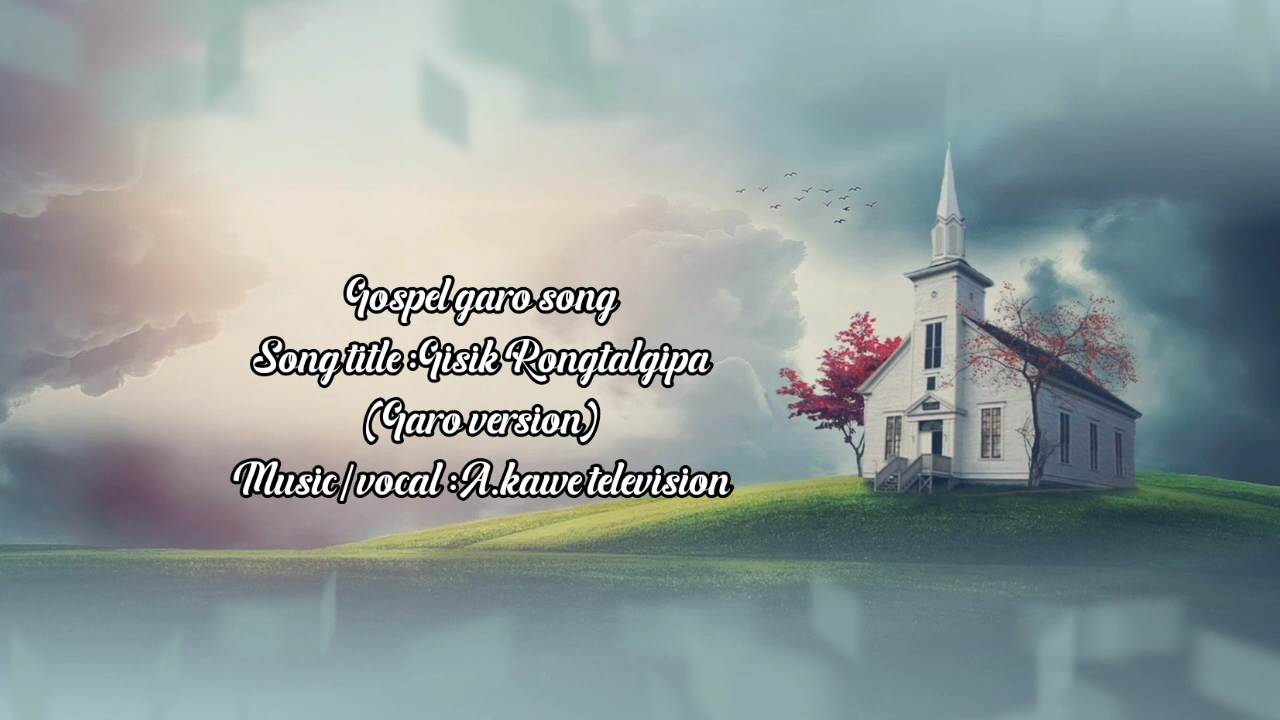 Gospel garo song
Song title :Gisik Rongtalgipa
(Garo version)
Music/vocal :A.kawe television